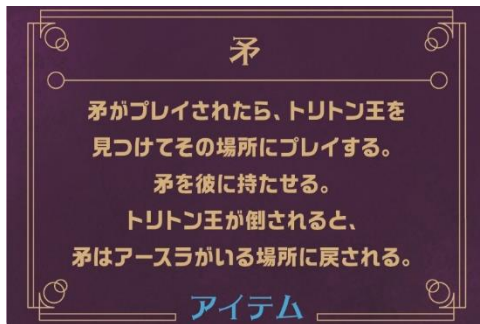 矛
矛がプレイされたら、トリトン王を
見つけてその場所にプレイする。
矛を彼に持たせる。
トリトン王が倒されると、
矛はアースラがいる場所に戻される。
アイテム